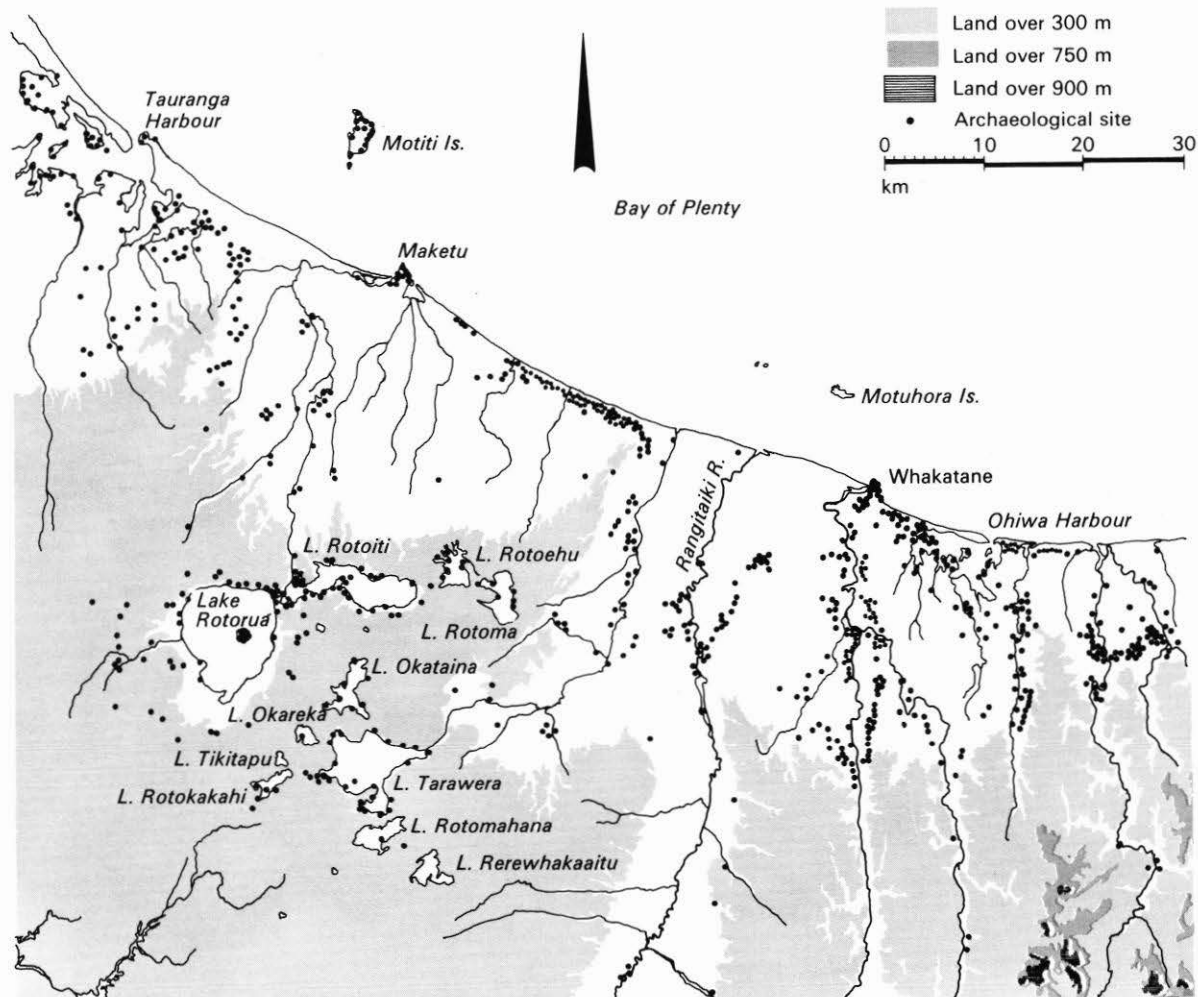 Land over 300 m
Land over 750 m
Land over 900 m
Archaeological site
0 10 20 30
km
Tauranga
Harbour
Motiti Is.
Bay of Plenty
Maketu
Motuhora Is.
Whakatane
Rangitaiki R.
Ohiwa Harbour
L. Rotoiti
L. Rotoehu
Lake
Rotorua
L. Rotoma
L. Okataina
L. Okareka
L. Tikitapu
L. Tarawera
L. Rotokakahi
L. Rotomahana
L. Rerewhakaaitu